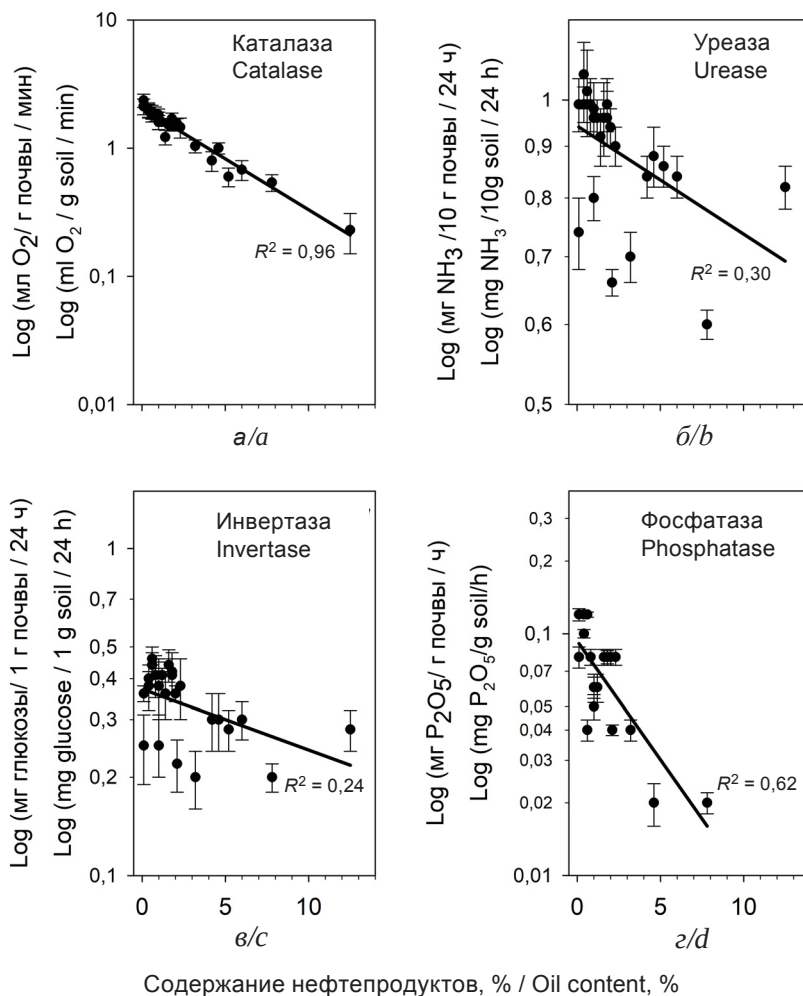 Log (мл O2/ г почвы / мин)
Log (ml O2 / g soil / min)
10
1
0,1
0,01
Каталаза
Catalase
R2 = 0,96
0 5 10
а/a
Log (мг NH3 /10 г почвы / 24 ч)
Log (mg NH3 /10g soil / 24 h)
1
0,9
0,8
0,7
0,6
0,5
Уреаза
Urease
R2 = 0,30
0 5 10
б/b
Log (мг глюкозы/ 1 г почвы / 24 ч)
Log (mg glucose / 1 g soil / 24 h)
1
0,7
0,5
0,4
0,3
0,2
0,1
Инвертаза
Invertase
R2 = 0,24
0 5 10
в/c
Log (мг P2O5/ г почвы / ч)
Log (mg P2O5/g soil/h)
0,3
0,2
0,1
0,07
0,05
0,04
0,03
0,02
0,01
Фосфатаза
Phosphatase
R2 = 0,62
0 5 10
г/d
Содержание нефтепродуктов, % / Oil content, %